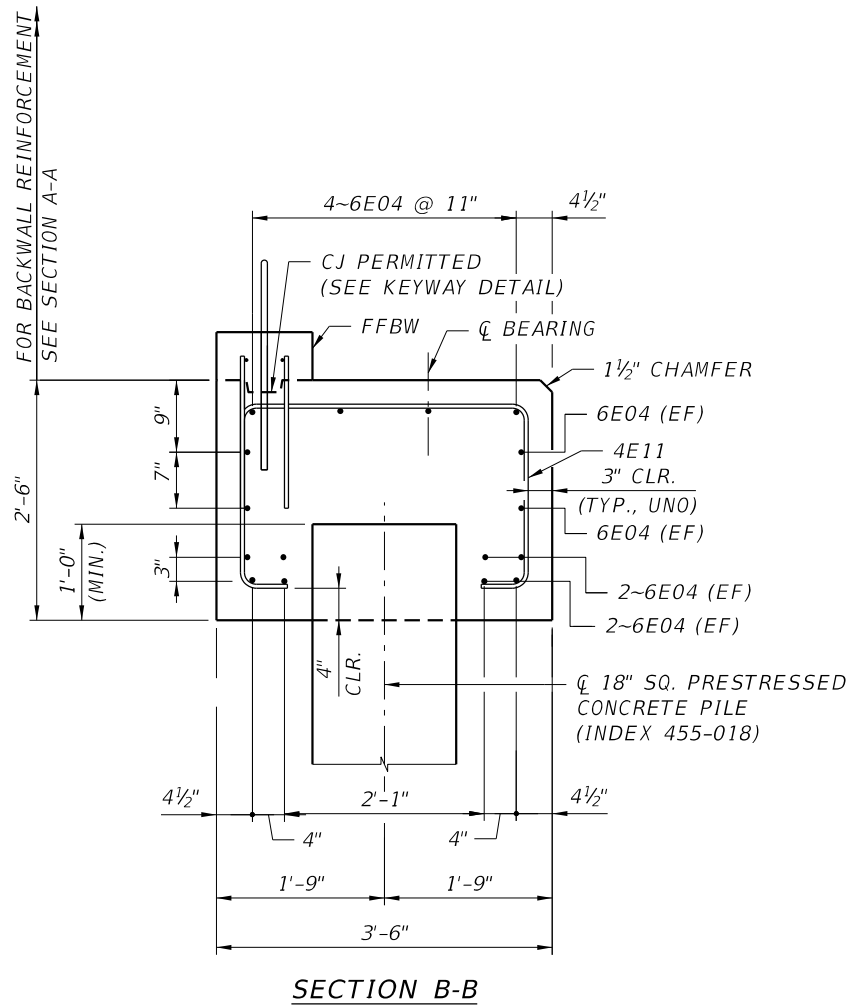 FOR BACKWALL REINFORCEMENT
SEE SECTION A-A
4~6E04 @ 11"
4½"
CJ PERMITTED
(SEE KEYWAY DETAIL)
FFBW
℄ BEARING
1½" CHAMFER
6E04 (EF)
4E11
3" CLR.
(TYP., UNO)
6E04 (EF)
2~6E04 (EF)
2~6E04 (EF)
9"
7"
3"
2'-6"
1'-0"
(MIN.)
4"
CLR.
℄ 18" SQ. PRESTRESSED
CONCRETE PILE
(INDEX 455-018)
4½"
2'-1"
4½"
4"
4"
1'-9"
1'-9"
3'-6"
SECTION B-B